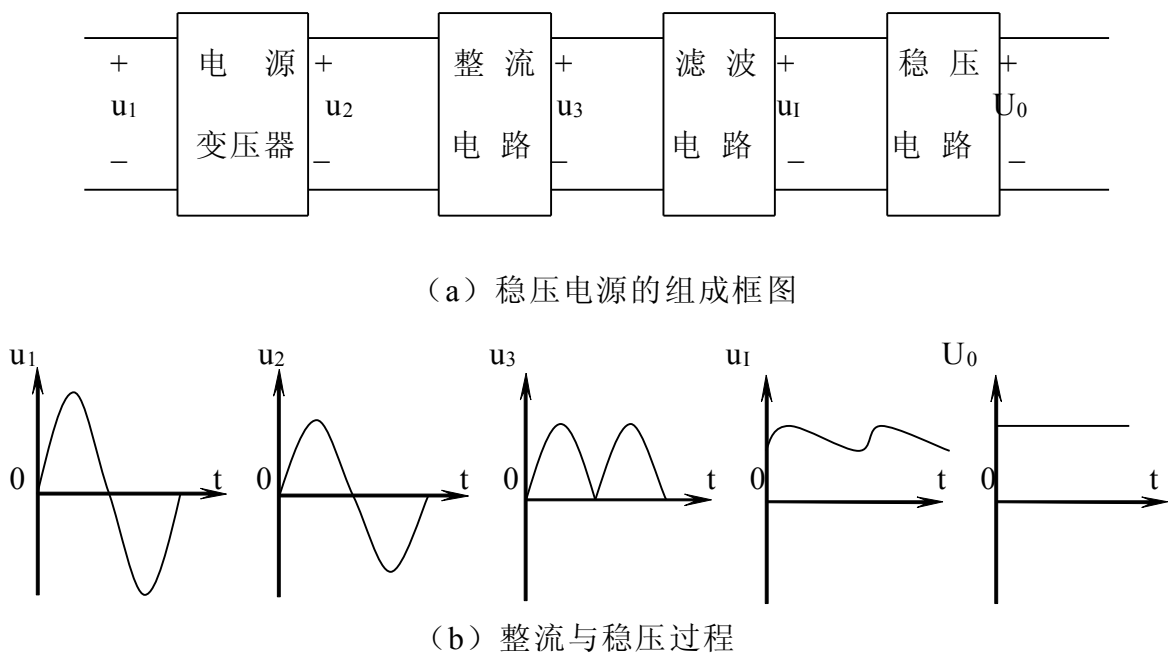 电 源 整 流 滤 波 稳 压
+ + + + +
u₁ u₂ u₃ u_I U₀
变压器 电 路 电 路 电 路
− − − − −
（a）稳压电源的组成框图
u₁ u₂ u₃ u_I U₀
0 t 0 t 0 t 0 t 0 t
（b）整流与稳压过程